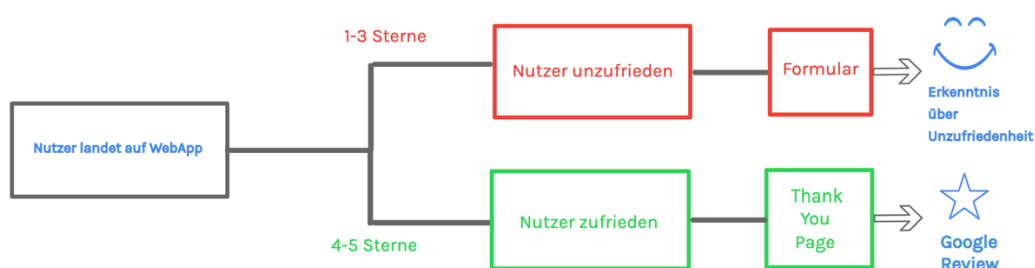 1-3 Sterne
Nutzer unzufrieden
Formular
Erkenntnis
über
Unzufriedenheit
Nutzer landet auf WebApp
4-5 Sterne
Nutzer zufrieden
Thank
You
Page
Google
Review